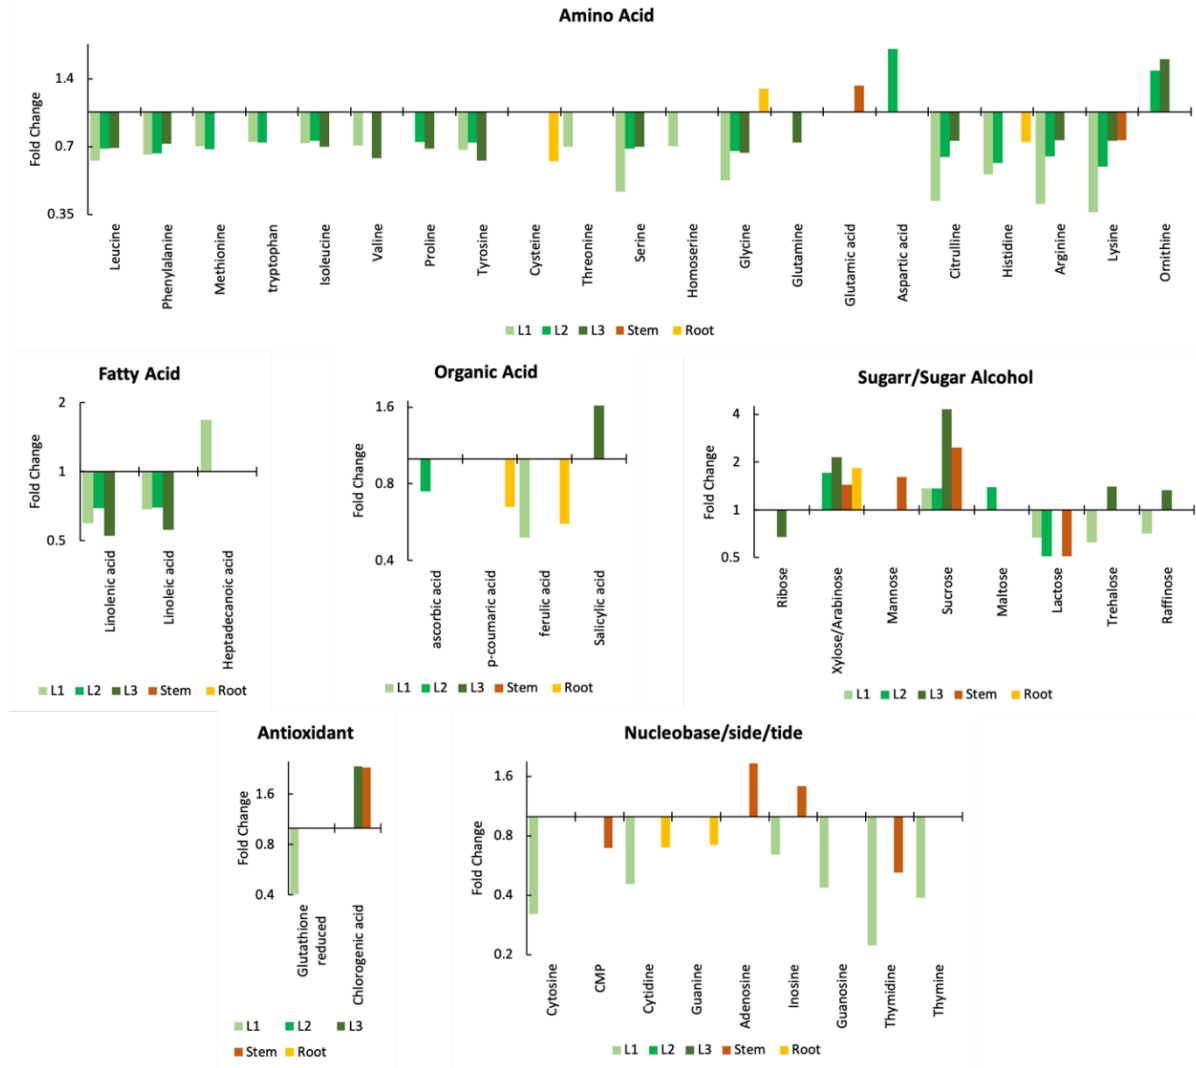 Amino Acid
Fold Change
1.4
0.7
0.35
Leucine
Phenylalanine
Methionine
tryptophan
Isoleucine
Valine
Proline
Tyrosine
Cysteine
Threonine
Serine
Homoserine
Glycine
Glutamine
Glutamic acid
Aspartic acid
Citrulline
Histidine
Arginine
Lysine
Ornithine
L1 L2 L3 Stem Root
Fatty Acid
Fold Change
2
1
0.5
Linolenic acid
Linoleic acid
Heptadecanoic acid
L1 L2 L3 Stem Root
Organic Acid
Fold Change
1.6
0.8
0.4
ascorbic acid
p-coumaric acid
ferulic acid
Salicylic acid
L1 L2 L3 Stem Root
Sugarr/Sugar Alcohol
Fold Change
4
2
1
0.5
Ribose
Xylose/Arabinose
Mannose
Sucrose
Maltose
Lactose
Trehalose
Raffinose
L1 L2 L3 Stem Root
Antioxidant
Fold Change
1.6
0.8
0.4
Glutathione
reduced
Chlorogenic acid
L1 L2 L3
Stem Root
Nucleobase/side/tide
Fold Change
1.6
0.8
0.4
0.2
Cytosine
CMP
Cytidine
Guanine
Adenosine
Inosine
Guanosine
Thymidine
Thymine
L1 L2 L3 Stem Root